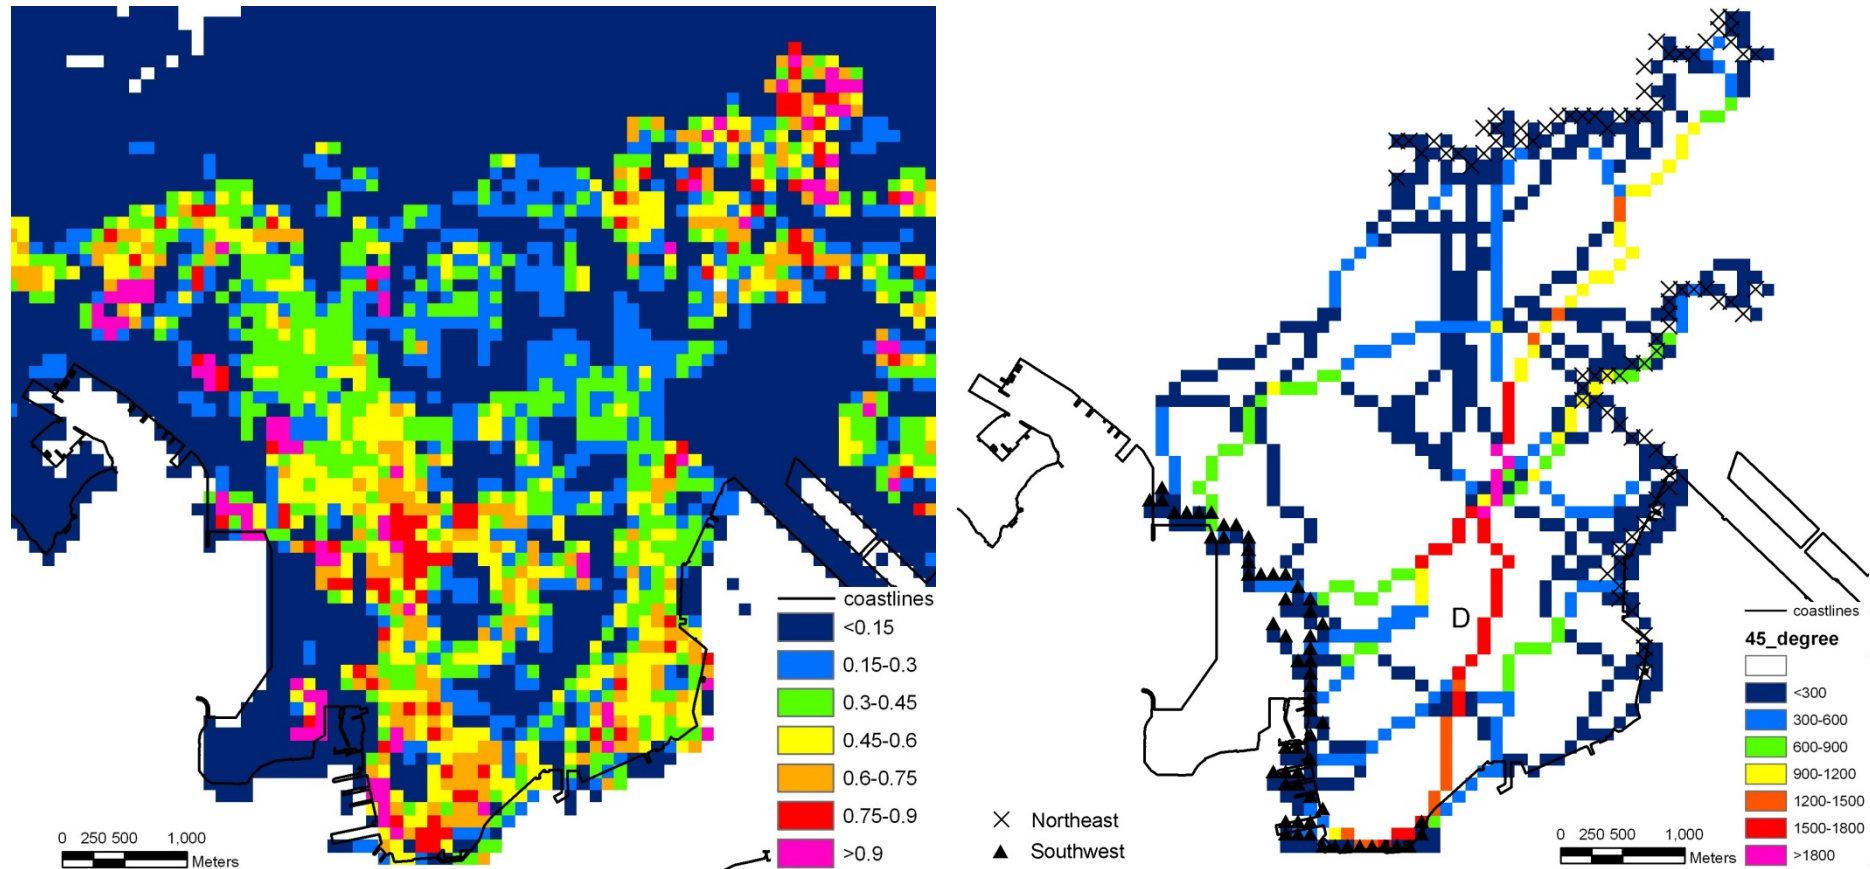 coastlines
<0.15
0.15-0.3
0.3-0.45
0.45-0.6
0.6-0.75
0.75-0.9
>0.9
0 250 500 1,000
Meters
D
Northeast
Southwest
coastlines
45_degree
<300
300-600
600-900
900-1200
1200-1500
1500-1800
>1800
0 250 500 1,000
Meters